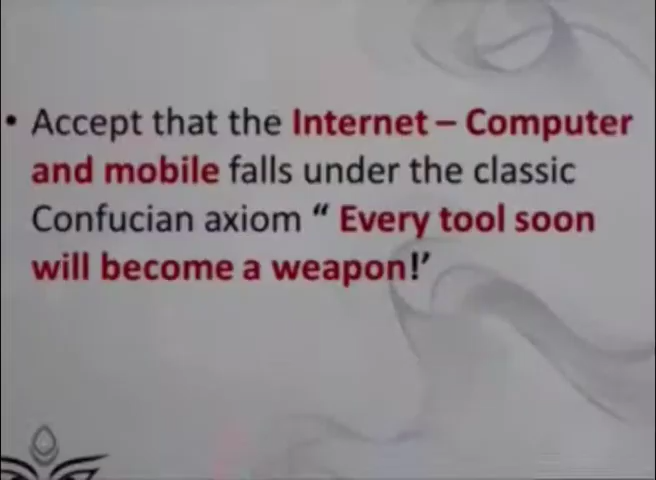 • Accept that the Internet – Computer
and mobile falls under the classic
Confucian axiom “ Every tool soon
will become a weapon!’